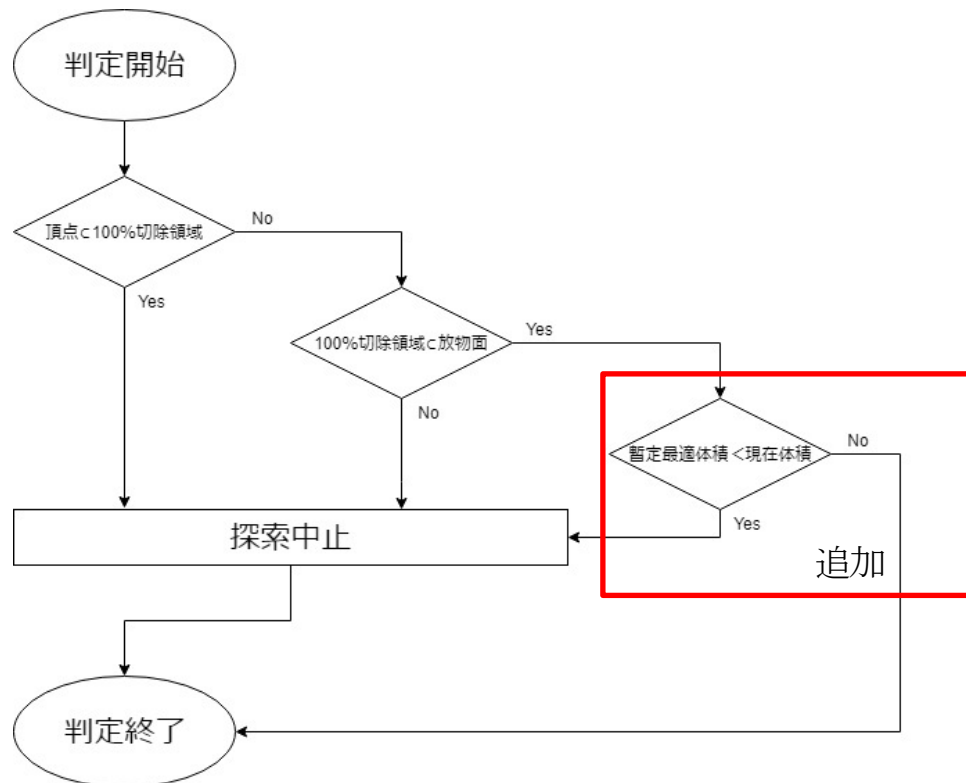 判定開始
頂点⊂100%切除領域
No
Yes
100%切除領域⊂放物面
Yes
No
暫定最適体積<現在体積
No
Yes
探索中止
追加
判定終了